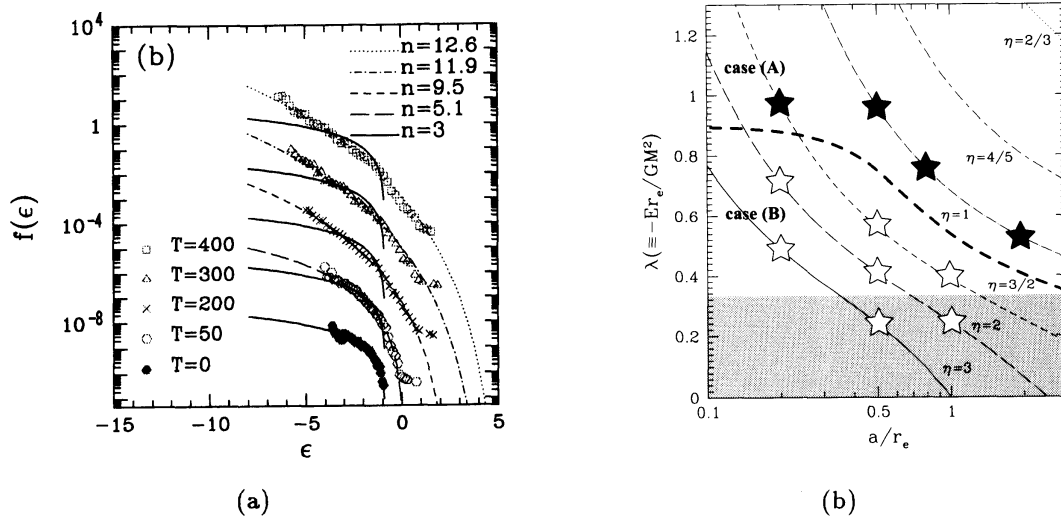 10⁴
(b)
n=12.6
n=11.9
n=9.5
n=5.1
n=3
1
10⁻⁴
10⁻⁸
f(ϵ)
T=400
T=300
T=200
T=50
T=0
-15
-10
-5
0
5
ϵ
(a)
1.2
1
0.8
0.6
0.4
0.2
0
λ(≡−Er_e/GM²)
case (A)
case (B)
η=2/3
η=4/5
η=1
η=3/2
η=2
η=3
0.1
0.5
1
a/r_e
(b)